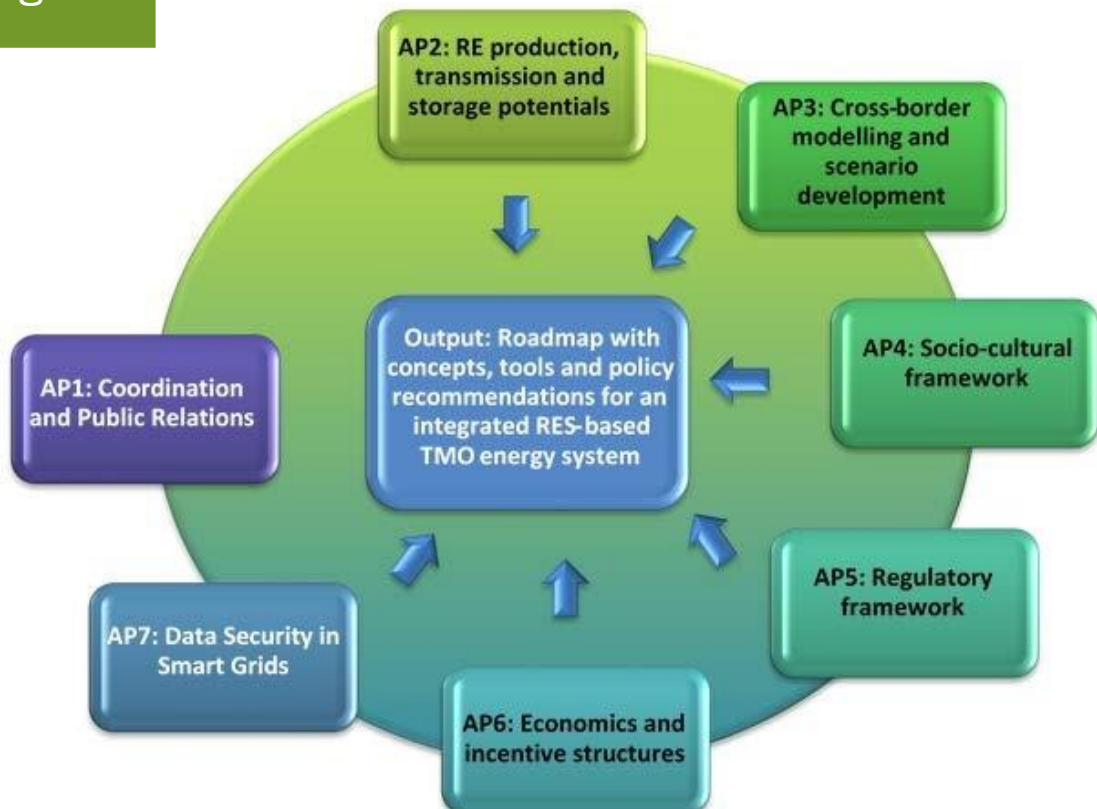 g
AP2: RE production,
transmission and
storage potentials
AP3: Cross-border
modelling and
scenario
development
Output: Roadmap with
concepts, tools and policy
recommendations for an
integrated RES-based
TMO energy system
AP4: Socio-cultural
framework
AP1: Coordination
and Public Relations
AP5: Regulatory
framework
AP7: Data Security in
Smart Grids
AP6: Economics and
incentive structures